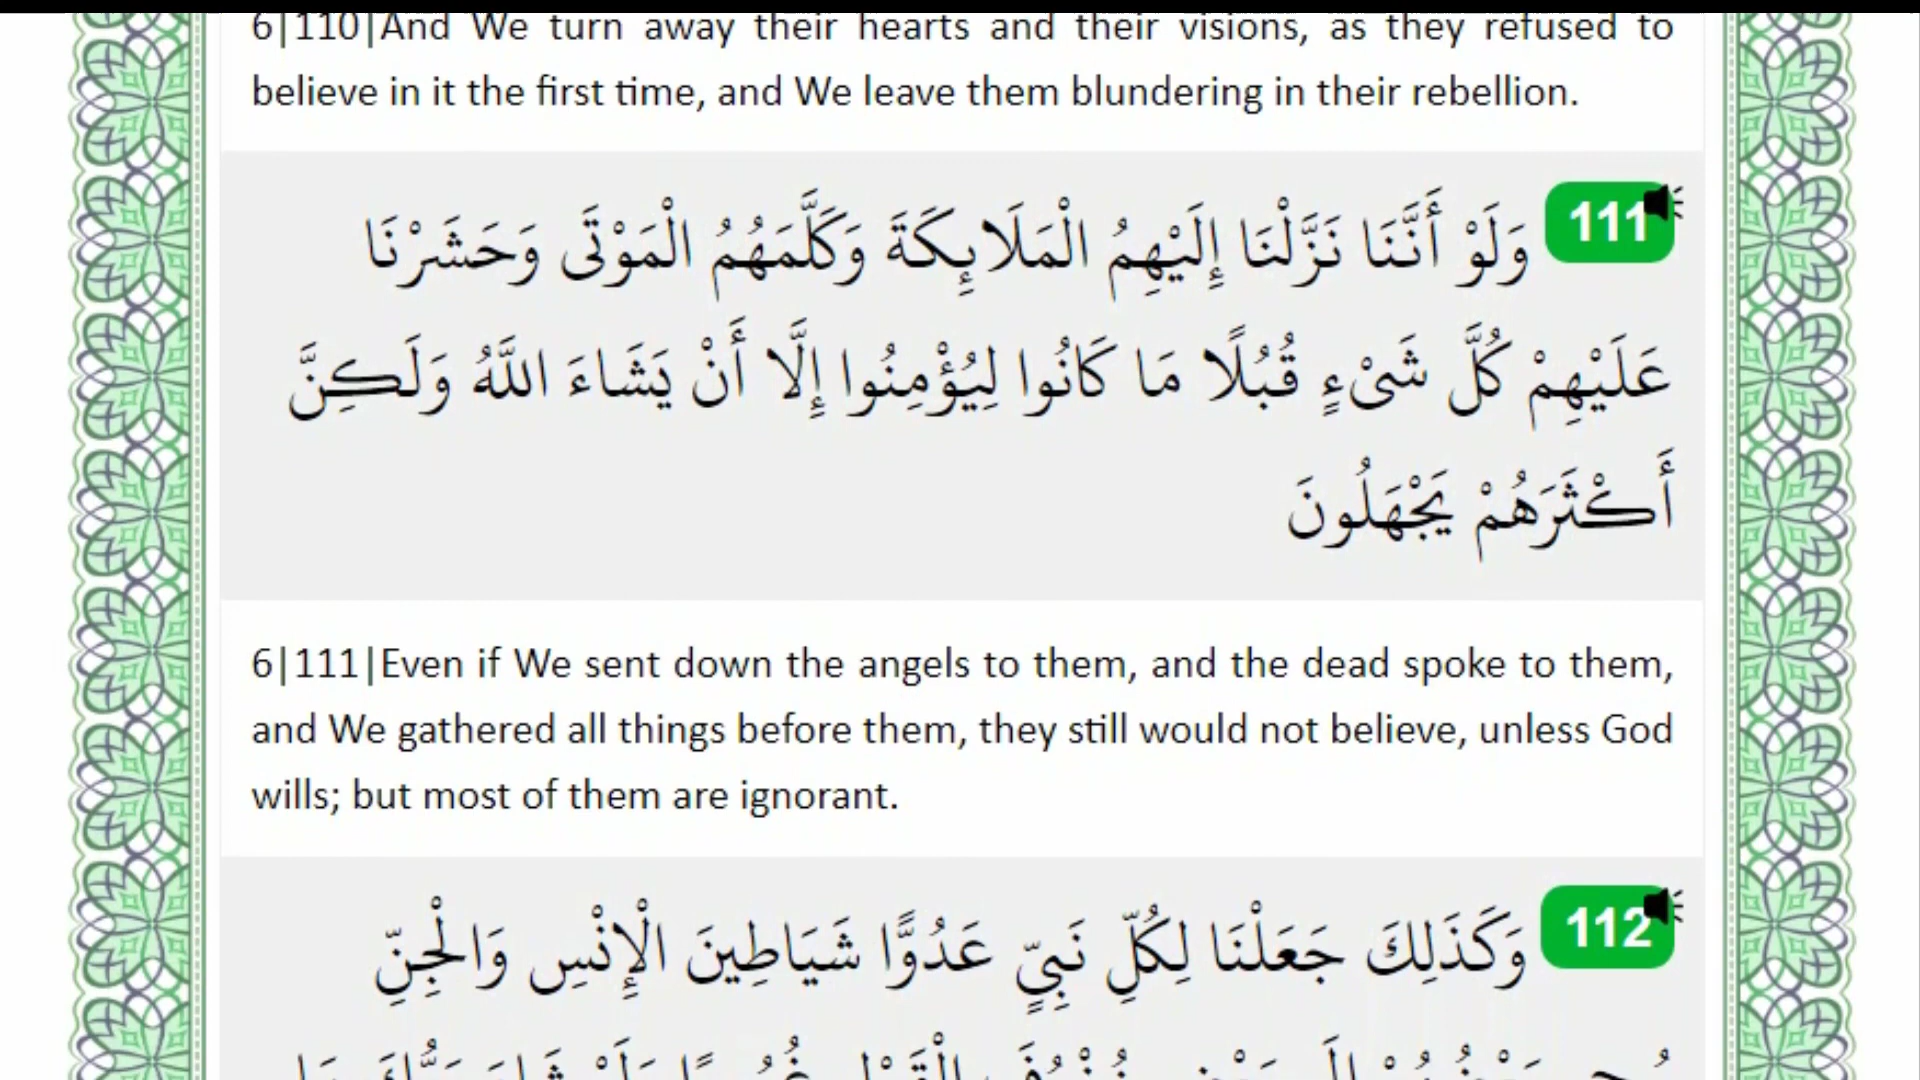 6|110|And We turn away their hearts and their visions, as they refused to
believe in it the first time, and We leave them blundering in their rebellion.
111 وَلَوْ أَنَّنَا نَزَّلْنَا إِلَيْهِمُ الْمَلَايِٕكَةَ وَكَلَّمَهُمُ الْمَوْتَى وَحَشَرْنَا
عَلَيْهِمْ كُلَّ شَىْءٍ قُبُلًا مَا كَانُوا لِيُؤْمِنُوا إِلَّا أَنْ يَشَاءَ اللَّهُ وَلَكِنَّ
أَكْثَرَهُمْ يَجْهَلُونَ
6|111|Even if We sent down the angels to them, and the dead spoke to them,
and We gathered all things before them, they still would not believe, unless God
wills; but most of them are ignorant.
112 وَكَذَلِكَ جَعَلْنَا لِكُلِّ نَبِيٍّ عَدُوًّا شَيَاطِينَ الْإِنْسِ وَالْجِنِّ